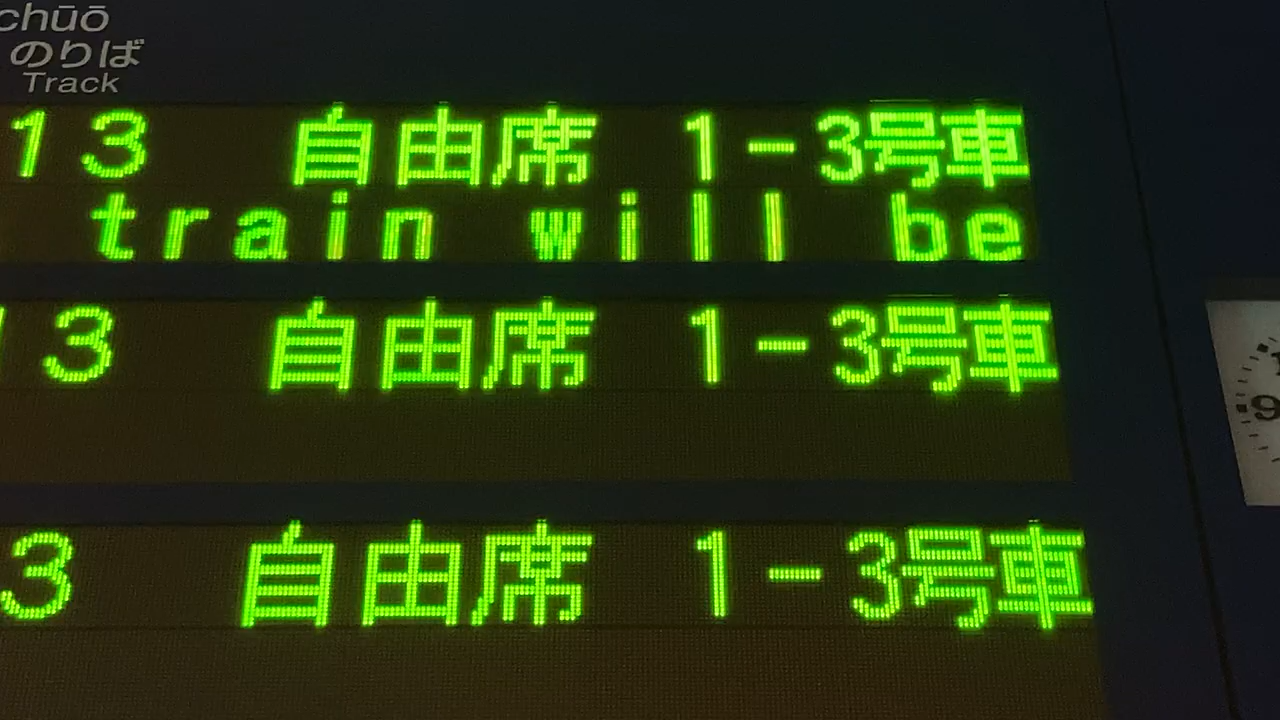 chūō
のりば
Track
13 自由席 1-3号車
train will be
13 自由席 1-3号車
3 自由席 1-3号車
9